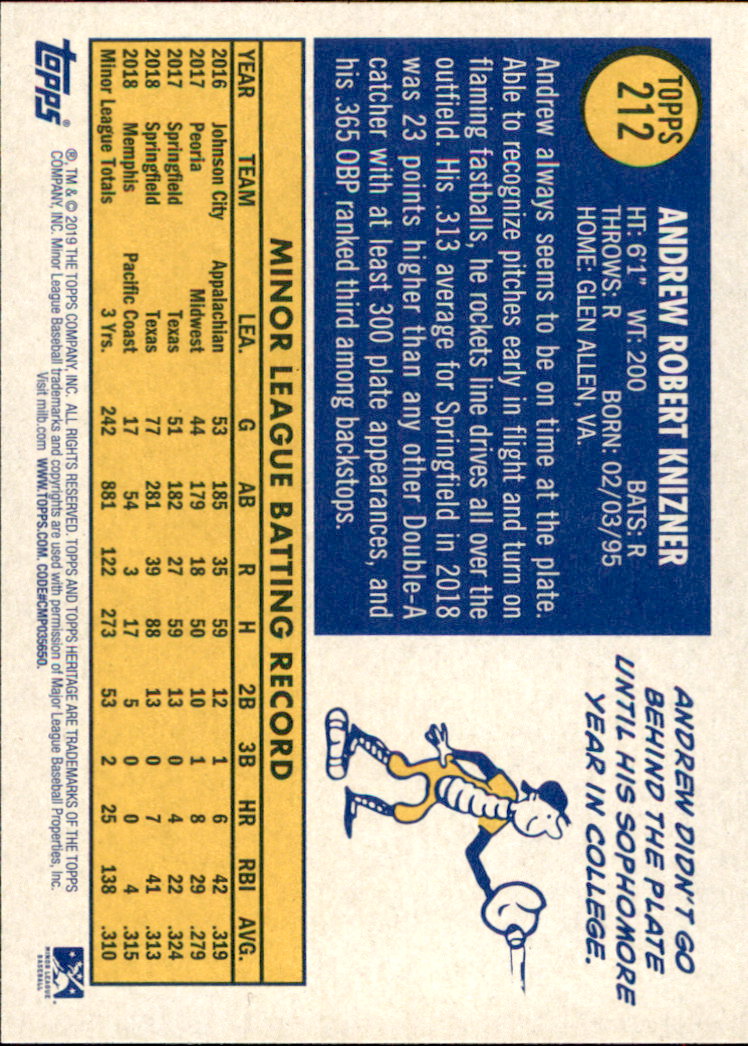 TOPPS
212
ANDREW ROBERT KNIZNER
HT: 6'1" WT: 200 BATS: R
THROWS: R BORN: 02/03/95
HOME: GLEN ALLEN, VA.
Andrew always seems to be on time at the plate.
Able to recognize pitches early in flight and turn on
flaming fastballs, he rockets line drives all over the
outfield. His .313 average for Springfield in 2018
was 23 points higher than any other Double-A
catcher with at least 300 plate appearances, and
his .365 OBP ranked third among backstops.
ANDREW DIDN'T GO
BEHIND THE PLATE
UNTIL HIS SOPHOMORE
YEAR IN COLLEGE.
MINOR LEAGUE BATTING RECORD
YEAR TEAM LEA. G AB R H 2B 3B HR RBI AVG.
2016 Johnson City Appalachian 53 185 35 59 12 1 6 42 .319
2017 Peoria Midwest 44 179 18 50 10 1 8 29 .279
2017 Springfield Texas 51 182 27 59 13 0 4 22 .324
2018 Springfield Texas 77 281 39 88 13 0 7 41 .313
2018 Memphis Pacific Coast 17 54 3 17 5 0 0 4 .315
Minor League Totals 3 Yrs. 242 881 122 273 53 2 25 138 .310
topps®
®, TM & © 2019 THE TOPPS COMPANY, INC. ALL RIGHTS RESERVED. TOPPS AND TOPPS HERITAGE ARE TRADEMARKS OF THE TOPPS
COMPANY, INC. Minor League Baseball trademarks and copyrights are used with permission of Major League Baseball Properties, Inc.
Visit milb.com WWW.TOPPS.COM. CODE#CMP035650.
MINOR LEAGUE
BASEBALL